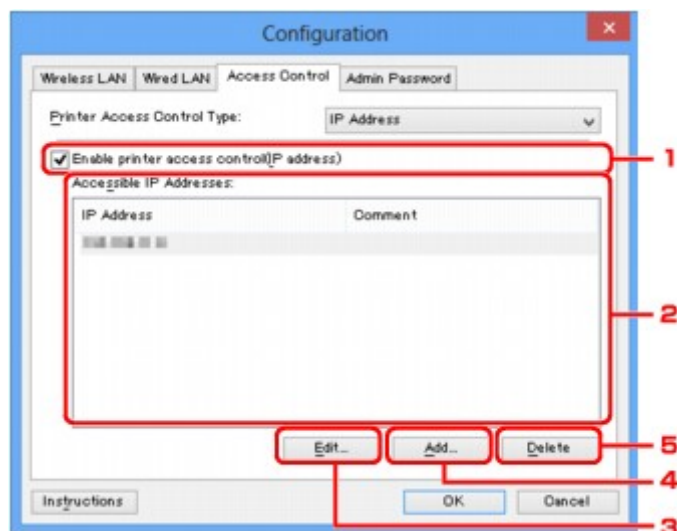 Configuration
Wireless LAN Wired LAN Access Control Admin Password
Printer Access Control Type: IP Address
Enable printer access control(IP address) 1
Accessible IP Addresses:
IP Address Comment
2
Edit... Add... Delete 5
4
Instructions OK Cancel
3